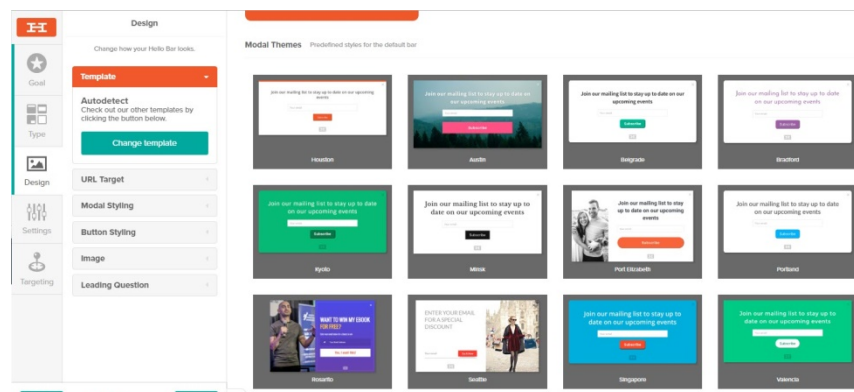 Design
Change how your Hello Bar looks.
Goal
Type
Design
Settings
Targeting
Template
Autodetect
Check out our other templates by
clicking the button below.
Change template
URL Target
Modal Styling
Button Styling
Image
Leading Question
Modal Themes Predefined styles for the default bar
Join our mailing list to stay up to date on our upcoming
events
Houston
Join our mailing list to stay up to date on
our upcoming events
Subscribe
Austin
Join our mailing list to stay up to date on our
upcoming events
Subscribe
Belgrade
Join our mailing list to stay up to date
on our upcoming events
Subscribe
Bradford
Join our mailing list to stay up to date
on our upcoming events
Subscribe
Kyoto
Join our mailing list to stay up to
date on our upcoming events
Subscribe
Minsk
Join our mailing list to stay
up to date on our upcoming
events
Subscribe
Port Elizabeth
Join our mailing list to stay up to date
on our upcoming events
Subscribe
Portland
WANT TO WIN MY EBOOK
FOR FREE?
Rosario
ENTER YOUR EMAIL
FOR A SPECIAL
DISCOUNT
Seattle
Join our mailing list to stay up to
date on our upcoming events
Subscribe
Singapore
Join our mailing list to stay up to
date on our upcoming events
Subscribe
Valencia